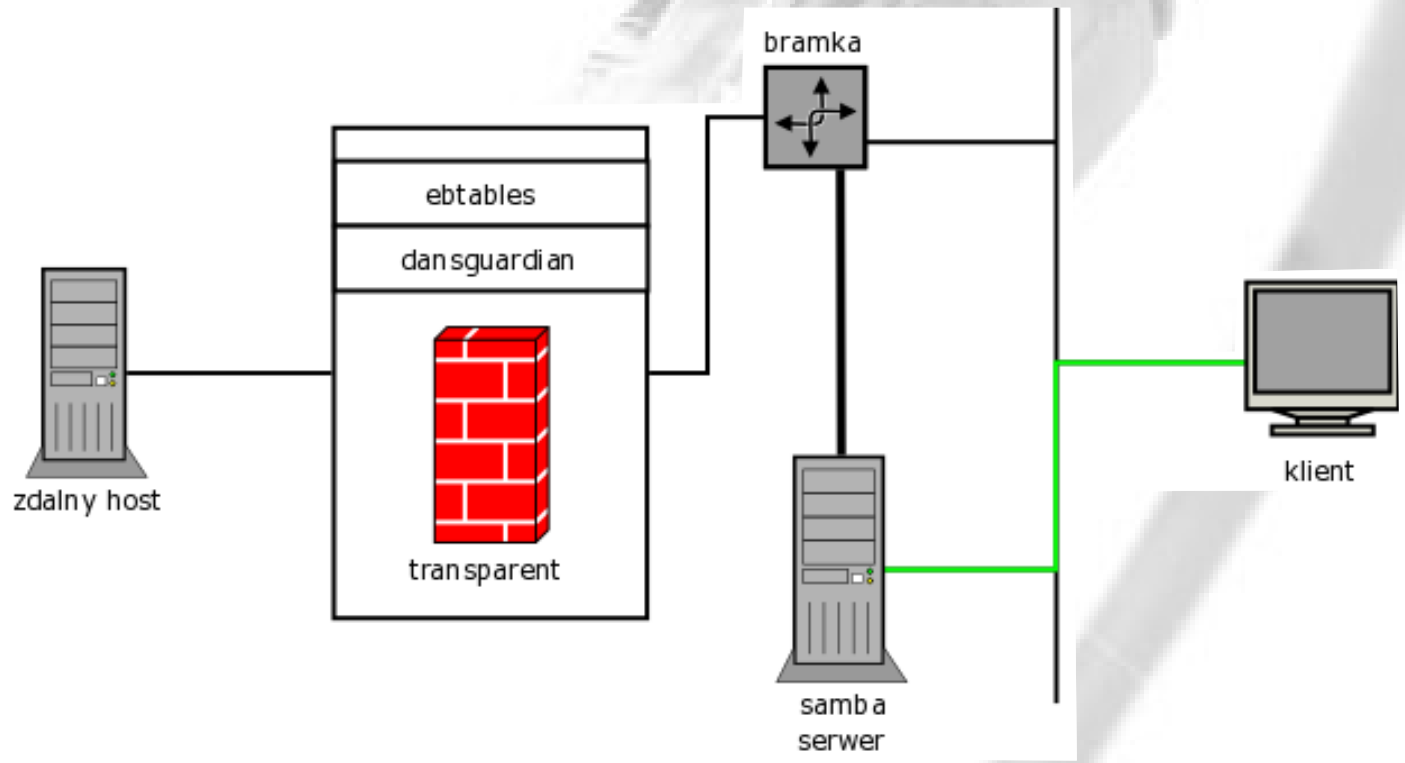 bramka
ebtables
dansguardian
zdalny host
transparent
klient
samba
serwer